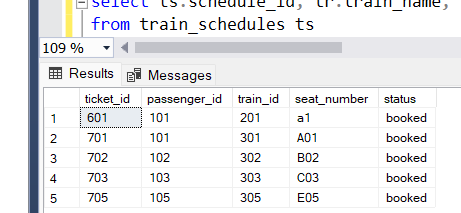 select ts.schedule_id, tr.train_name,
from train_schedules ts
109 %
Results Messages
ticket_id passenger_id train_id seat_number status
1 601 101 201 a1 booked
2 701 101 301 A01 booked
3 702 102 302 B02 booked
4 703 103 303 C03 booked
5 705 105 305 E05 booked